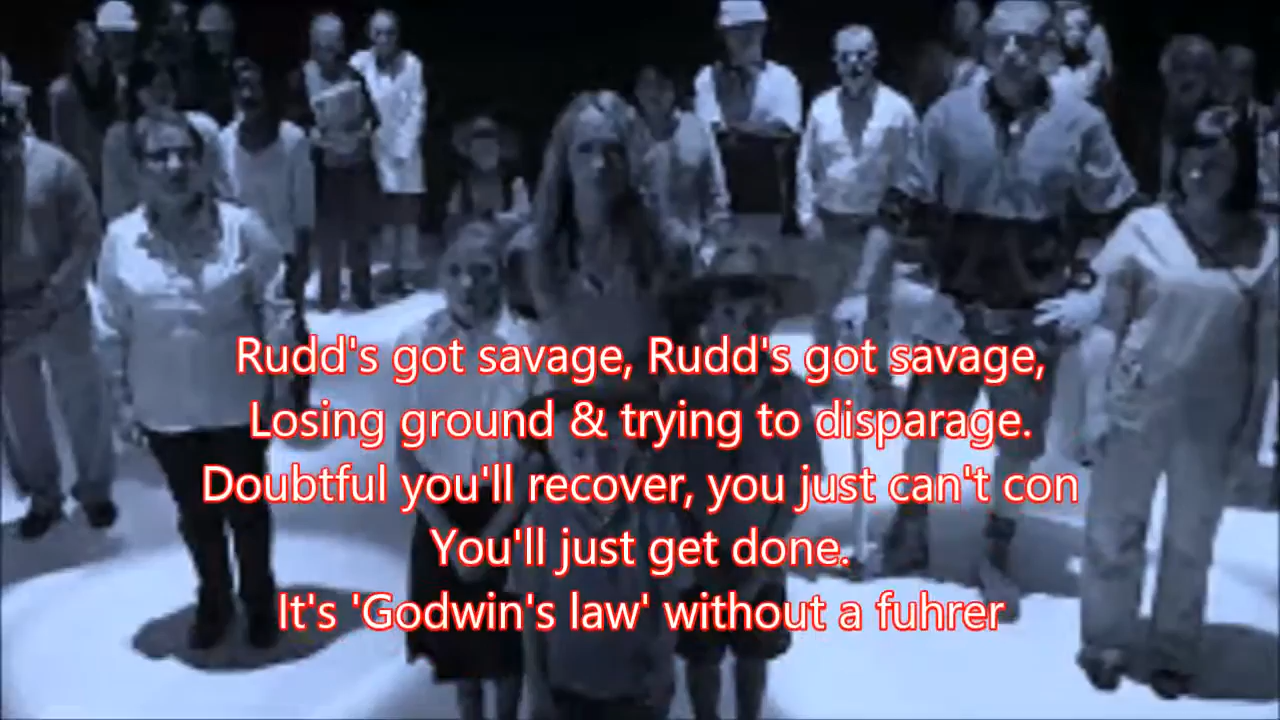 Rudd's got savage, Rudd's got savage,
Losing ground & trying to disparage.
Doubtful you'll recover, you just can't con
You'll just get done.
It's 'Godwin's law' without a fuhrer